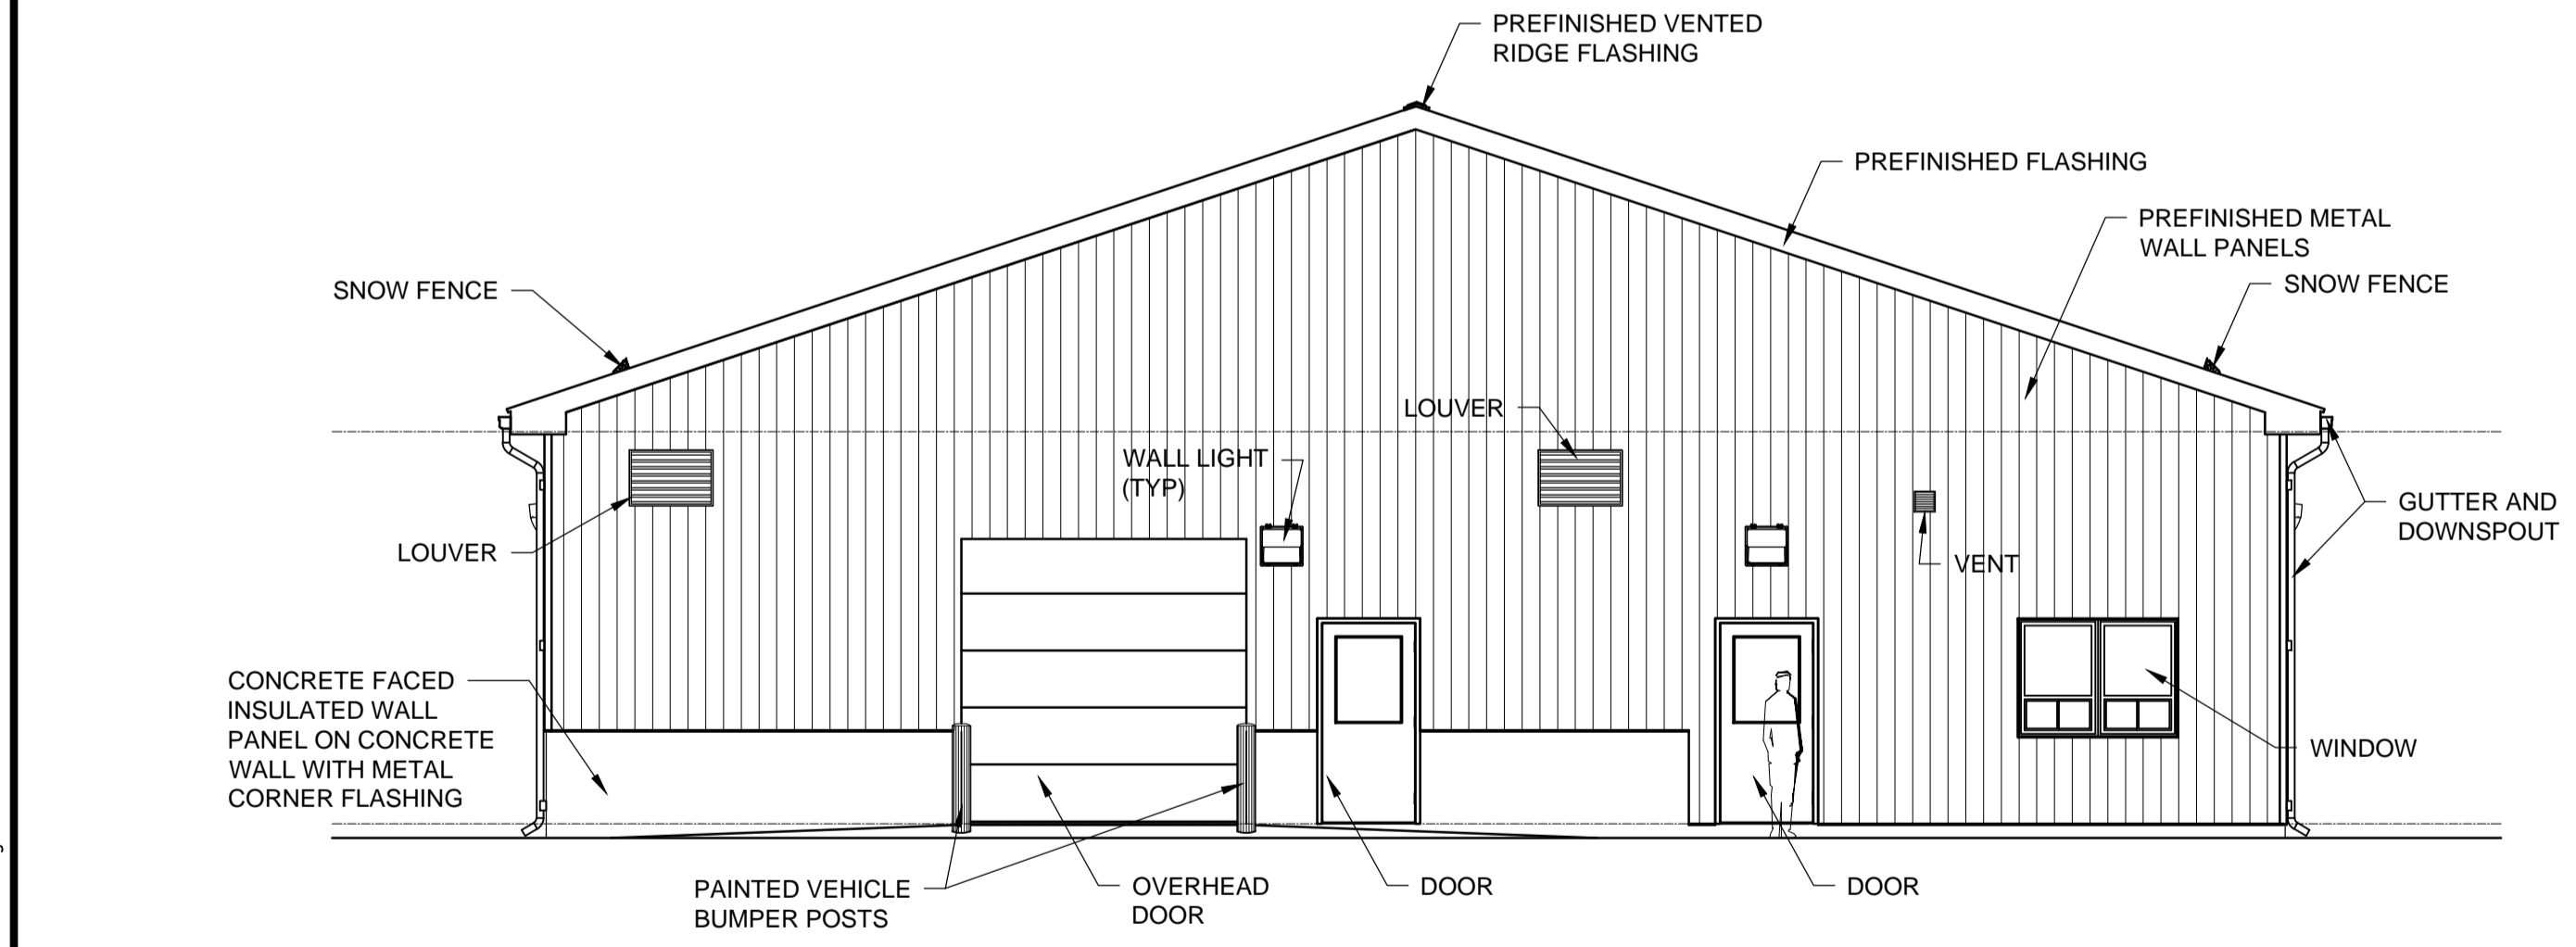 PREFINISHED VENTED
RIDGE FLASHING
PREFINISHED FLASHING
PREFINISHED METAL
WALL PANELS
SNOW FENCE
SNOW FENCE
LOUVER
WALL LIGHT
(TYP)
GUTTER AND
DOWNSPOUT
LOUVER
VENT
CONCRETE FACED
INSULATED WALL
PANEL ON CONCRETE
WALL WITH METAL
CORNER FLASHING
WINDOW
PAINTED VEHICLE
BUMPER POSTS
OVERHEAD
DOOR
DOOR
DOOR